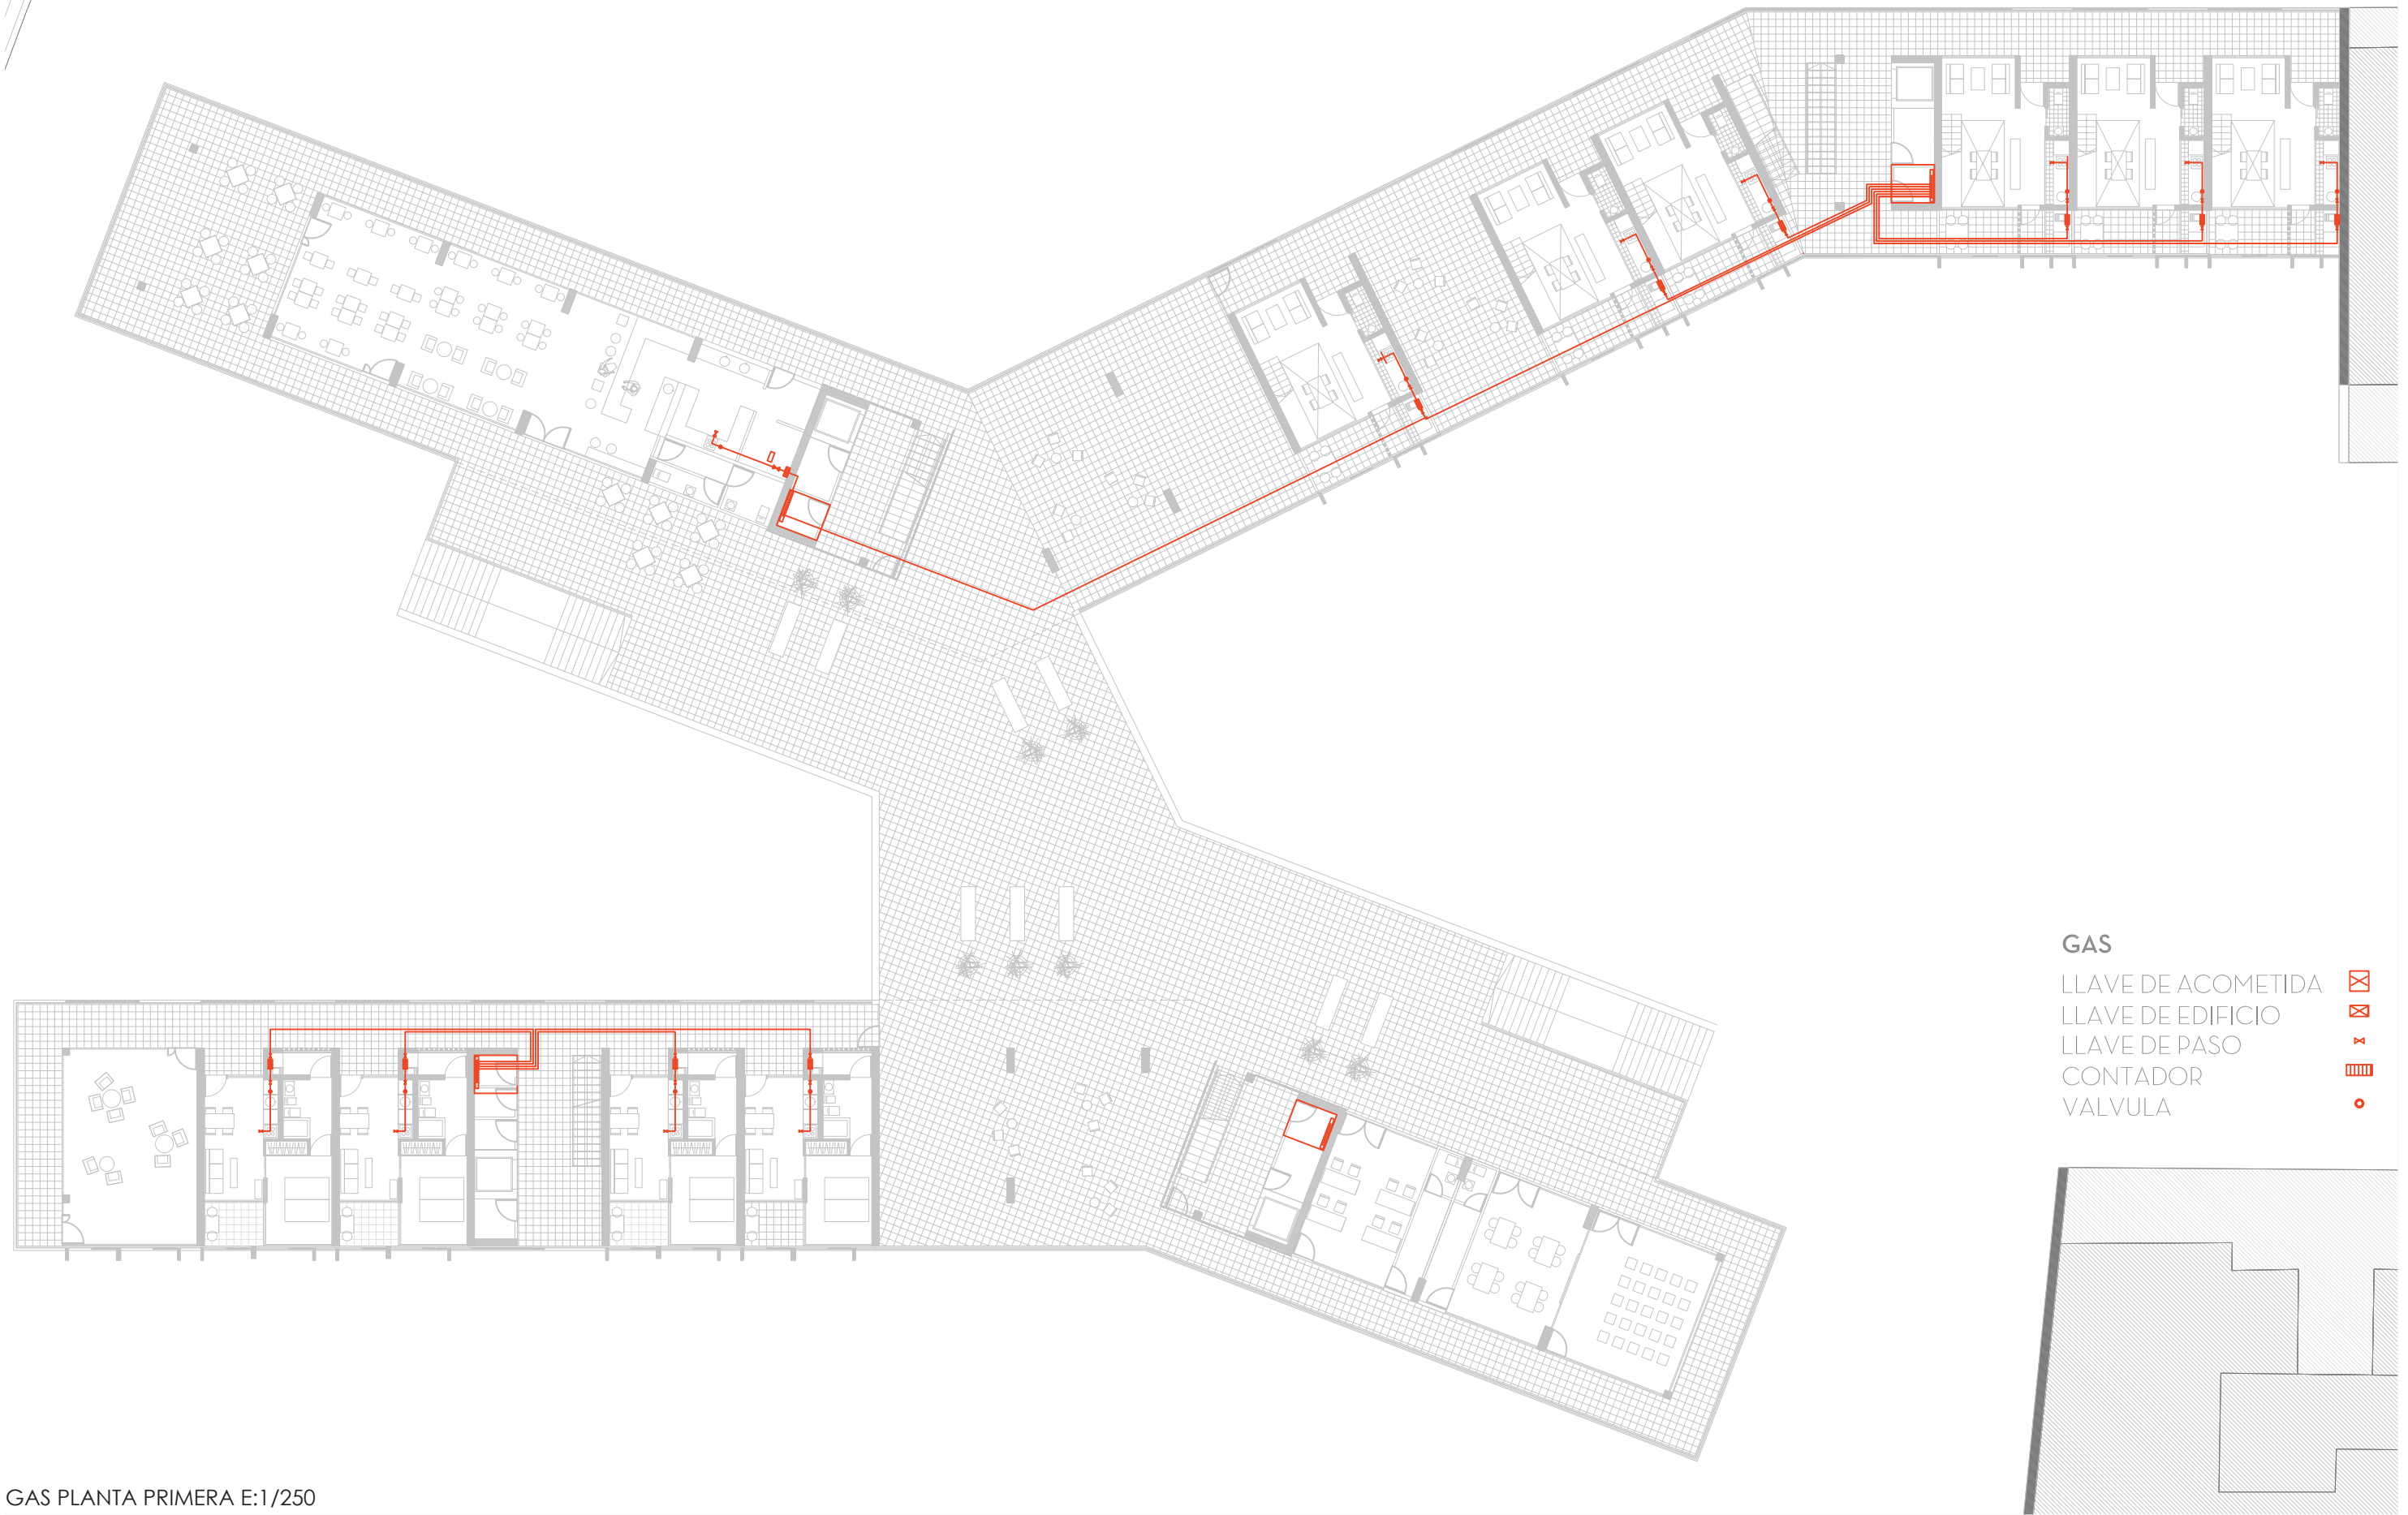 GAS
LLAVE DE ACOMETIDA
LLAVE DE EDIFICIO
LLAVE DE PASO
CONTADOR
VALVULA
GAS PLANTA PRIMERA E:1/250